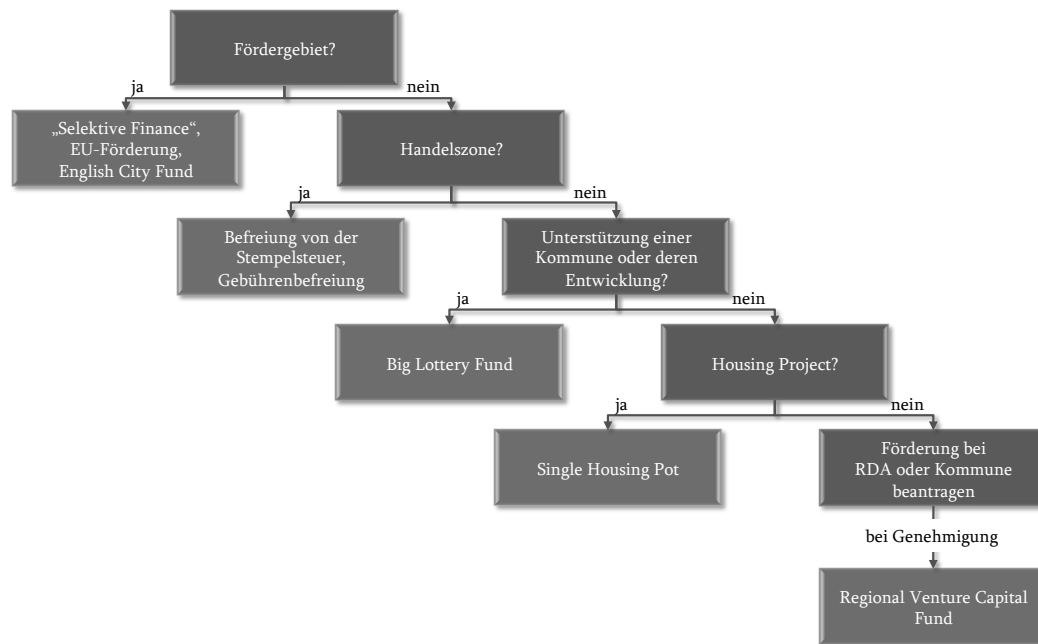 Fördergebiet?
ja
nein
„Selektive Finance“,
EU-Förderung,
English City Fund
Handelszone?
ja
nein
Befreiung von der
Stempelsteuer,
Gebührenbefreiung
Unterstützung einer
Kommune oder deren
Entwicklung?
ja
nein
Big Lottery Fund
Housing Project?
ja
nein
Single Housing Pot
Förderung bei
RDA oder Kommune
beantragen
bei Genehmigung
Regional Venture Capital
Fund